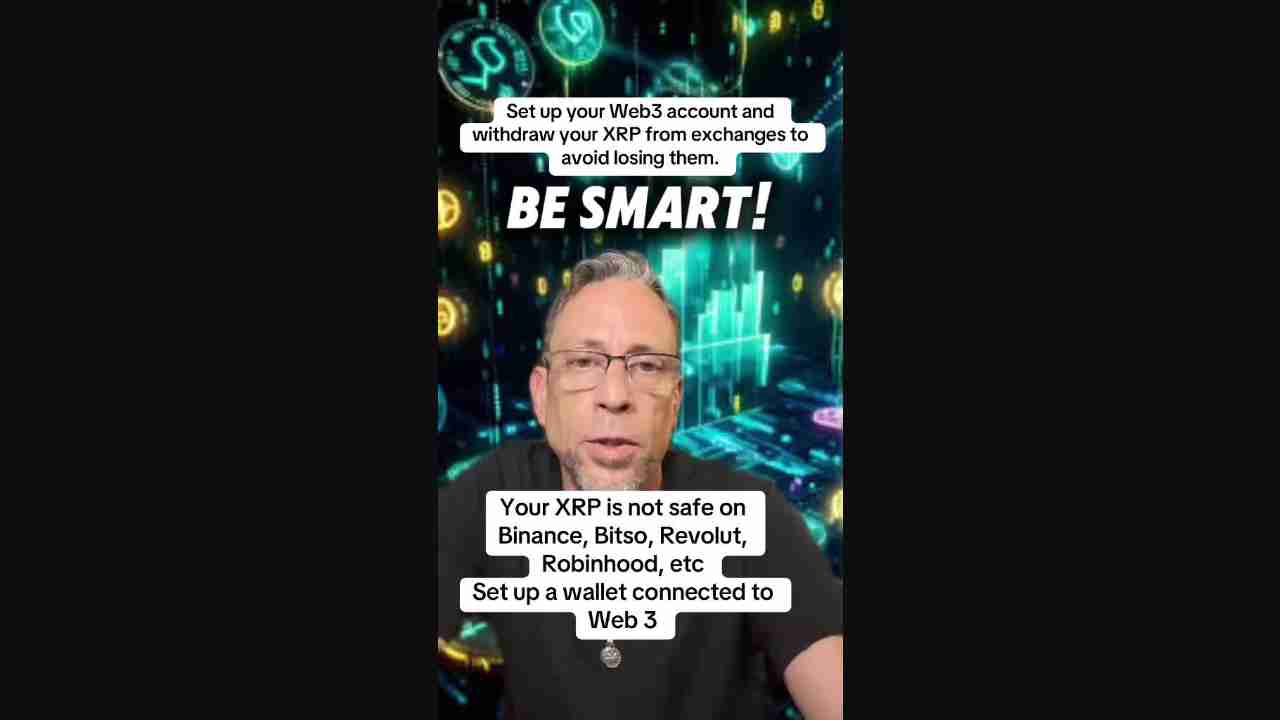 Set up your Web3 account and
withdraw your XRP from exchanges to
avoid losing them.
BE SMART!
Your XRP is not safe on
Binance, Bitso, Revolut,
Robinhood, etc
Set up a wallet connected to
Web 3